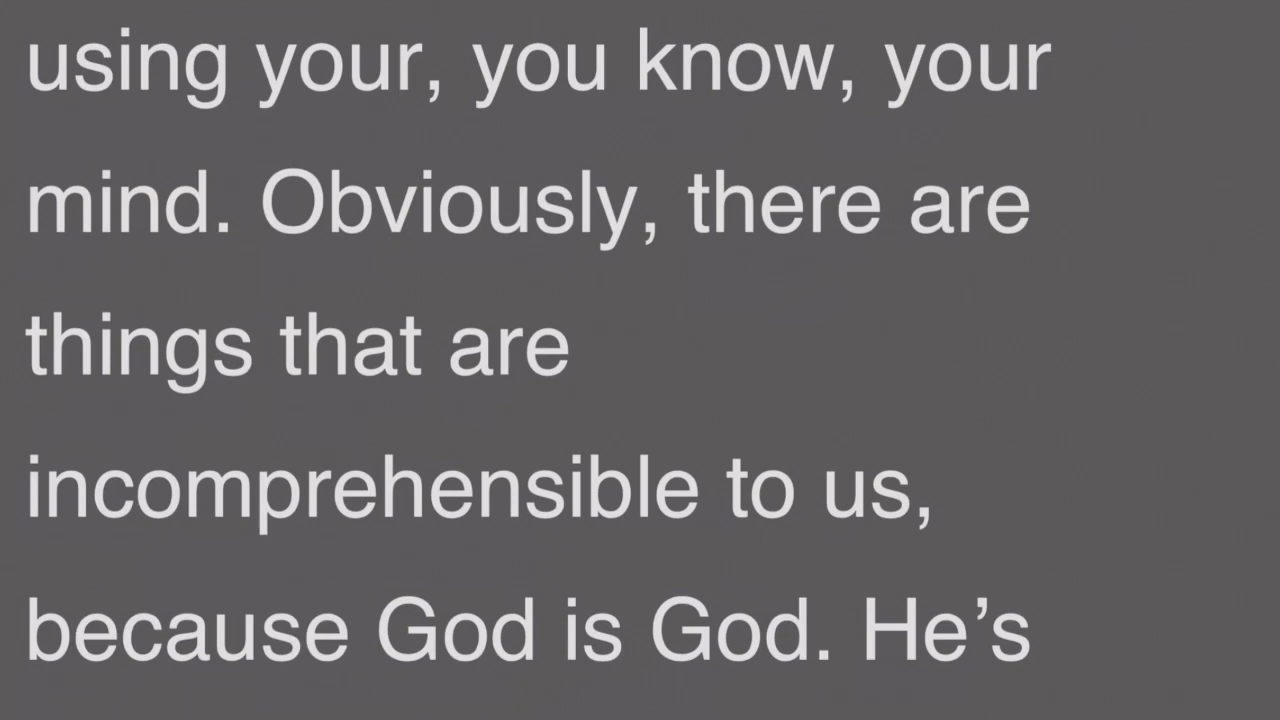 using your, you know, your
mind. Obviously, there are
things that are
incomprehensible to us,
because God is God. He’s